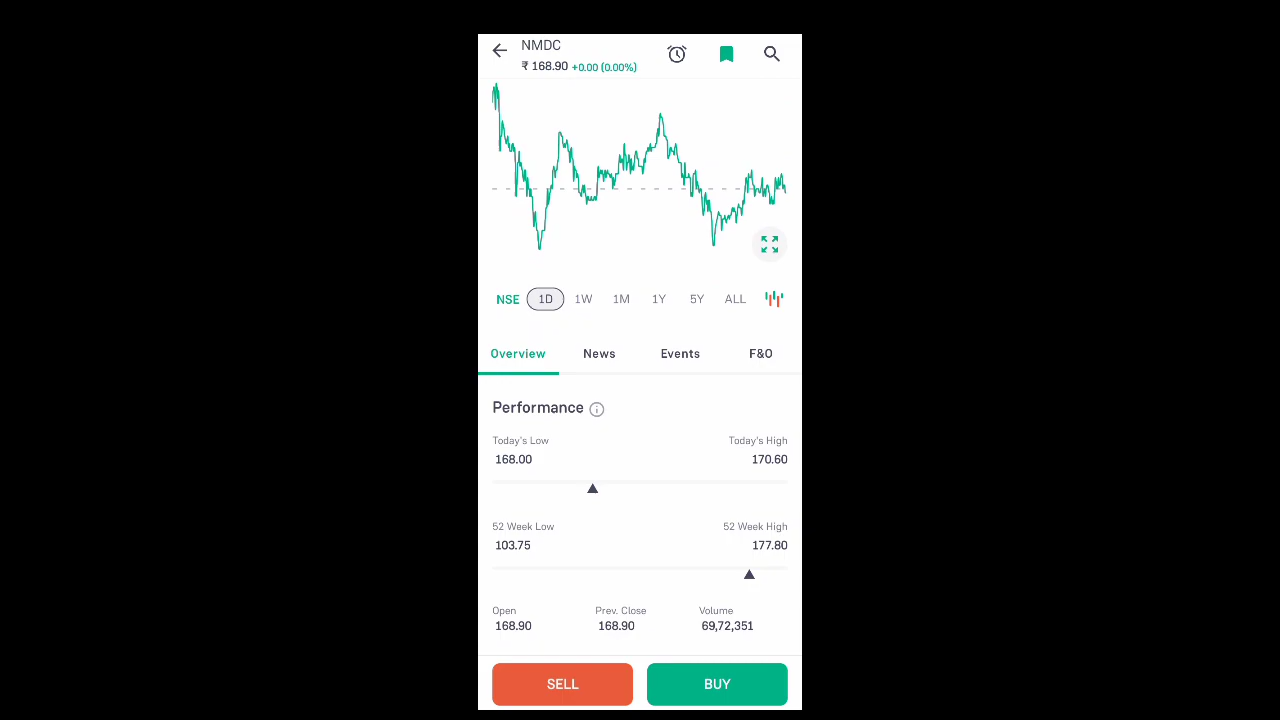 NMDC
₹ 168.90 +0.00 (0.00%)
NSE 1D 1W 1M 1Y 5Y ALL
Overview News Events F&O
Performance
Today's Low Today's High
168.00 170.60
52 Week Low 52 Week High
103.75 177.80
Open Prev. Close Volume
168.90 168.90 69,72,351
SELL BUY